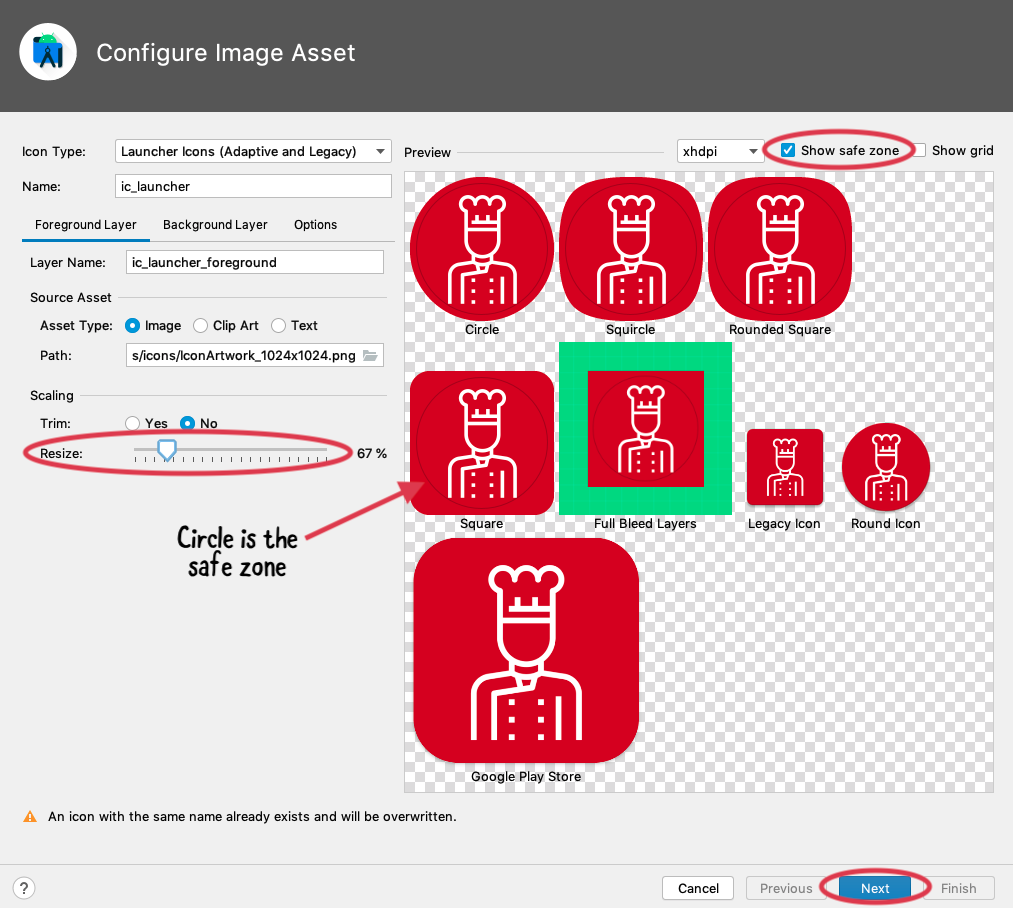 Configure Image Asset
Icon Type: Launcher Icons (Adaptive and Legacy)
Preview xhdpi Show safe zone Show grid
Name: ic_launcher
Foreground Layer Background Layer Options
Layer Name: ic_launcher_foreground
Source Asset
Asset Type: Image Clip Art Text
Path: s/icons/IconArtwork_1024x1024.png
Scaling
Trim: Yes No
Resize: 67 %
Circle is the
safe zone
Circle Squircle Rounded Square
Square Full Bleed Layers Legacy Icon Round Icon
Google Play Store
An icon with the same name already exists and will be overwritten.
? Cancel Previous Next Finish